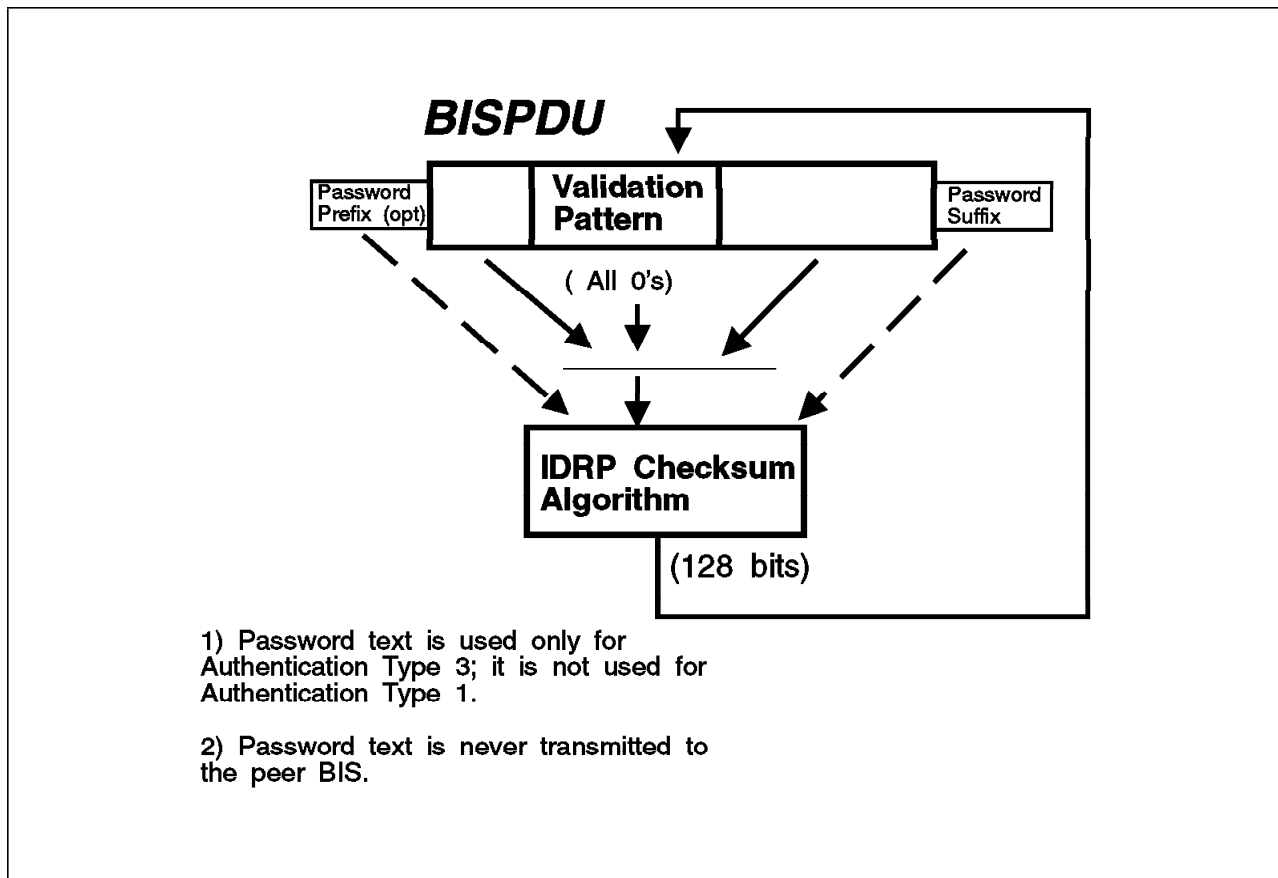 BISPDU
Password
Prefix (opt)
Validation
Pattern
Password
Suffix
( All 0's)
IDRP Checksum
Algorithm
(128 bits)
1) Password text is used only for
Authentication Type 3; it is not used for
Authentication Type 1.
2) Password text is never transmitted to
the peer BIS.